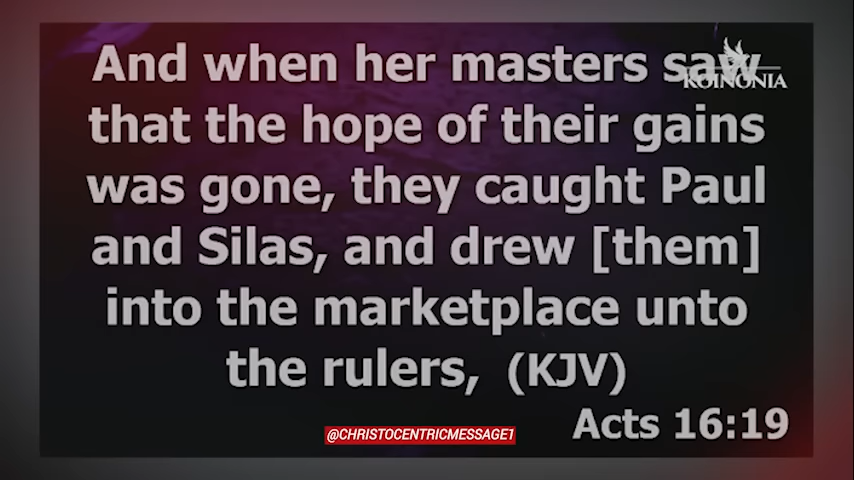 And when her masters saw
KOINONIA
that the hope of their gains
was gone, they caught Paul
and Silas, and drew [them]
into the marketplace unto
the rulers, (KJV)
Acts 16:19
@CHRISTOCENTRICMESSAGE1